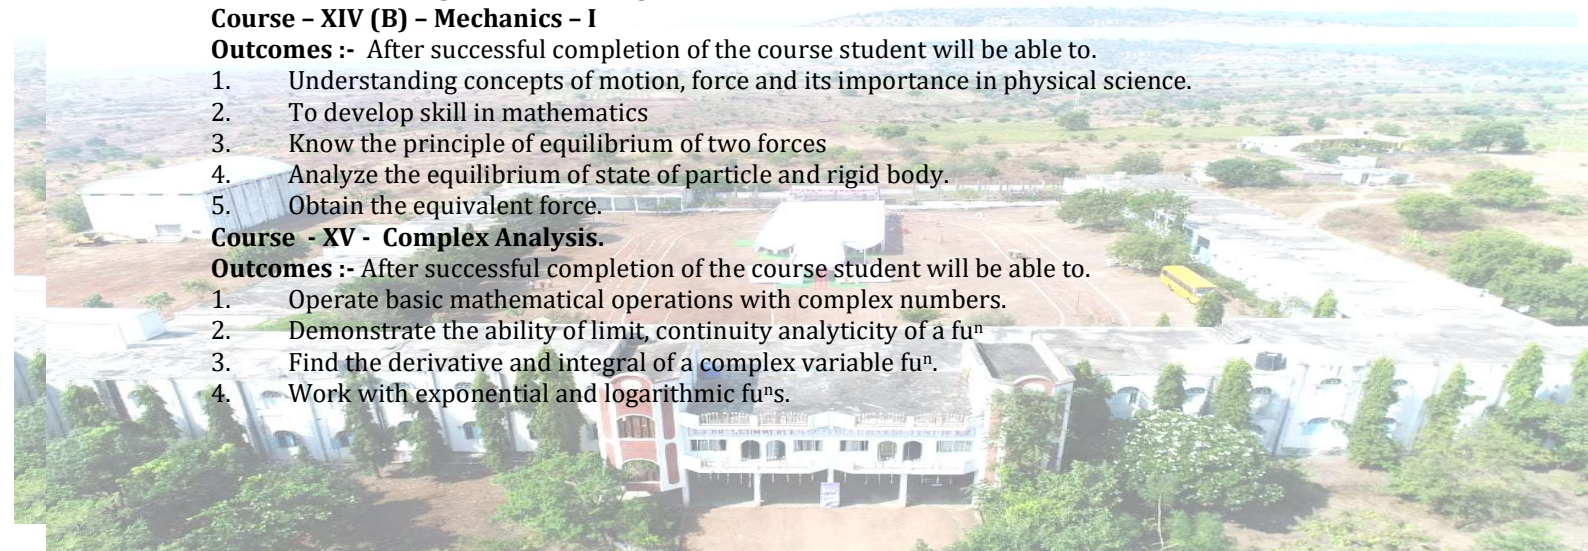 Course – XIV (B) – Mechanics – I
Outcomes :- After successful completion of the course student will be able to.
1. Understanding concepts of motion, force and its importance in physical science.
2. To develop skill in mathematics
3. Know the principle of equilibrium of two forces
4. Analyze the equilibrium of state of particle and rigid body.
5. Obtain the equivalent force.
Course - XV - Complex Analysis.
Outcomes :- After successful completion of the course student will be able to.
1. Operate basic mathematical operations with complex numbers.
2. Demonstrate the ability of limit, continuity analyticity of a fuⁿ
3. Find the derivative and integral of a complex variable fuⁿ.
4. Work with exponential and logarithmic fuⁿs.